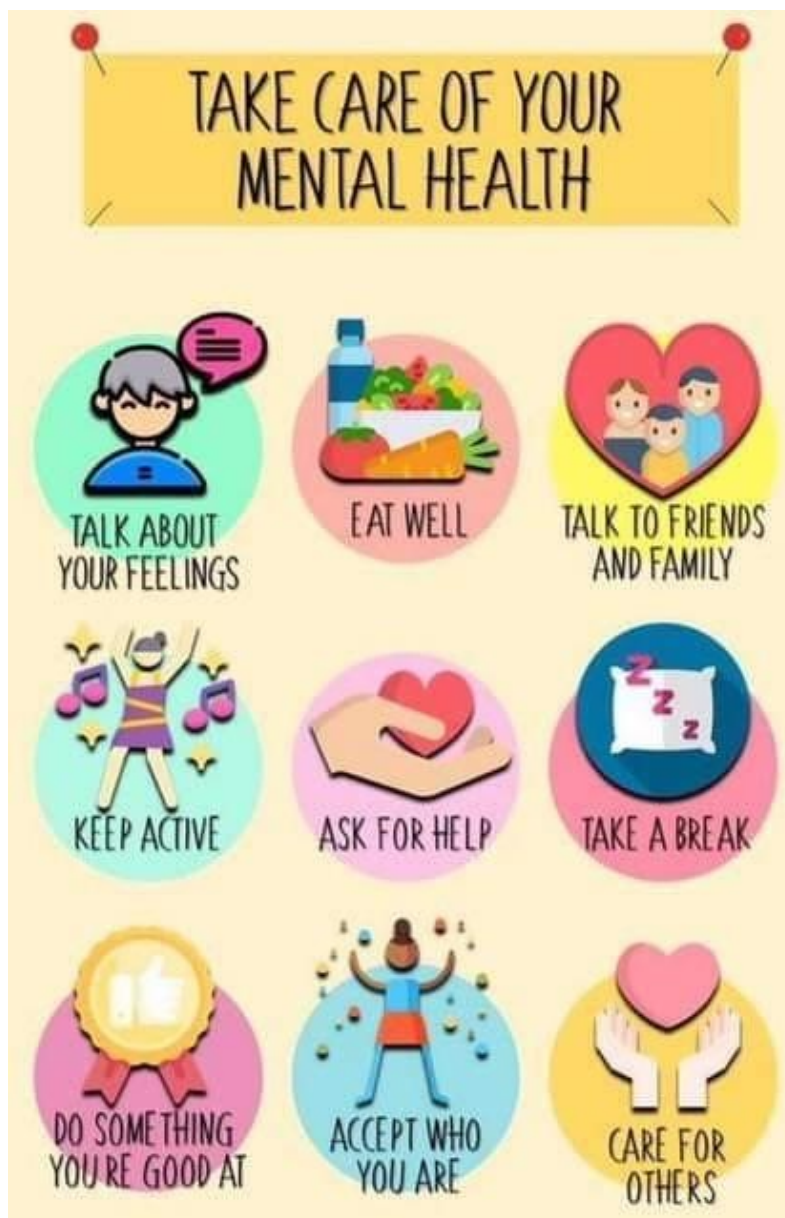 TAKE CARE OF YOUR
MENTAL HEALTH
TALK ABOUT
YOUR FEELINGS
EAT WELL
TALK TO FRIENDS
AND FAMILY
KEEP ACTIVE
ASK FOR HELP
Z
Z
Z
TAKE A BREAK
DO SOMETHING
YOU RE GOOD AT
ACCEPT WHO
YOU ARE
CARE FOR
OTHERS